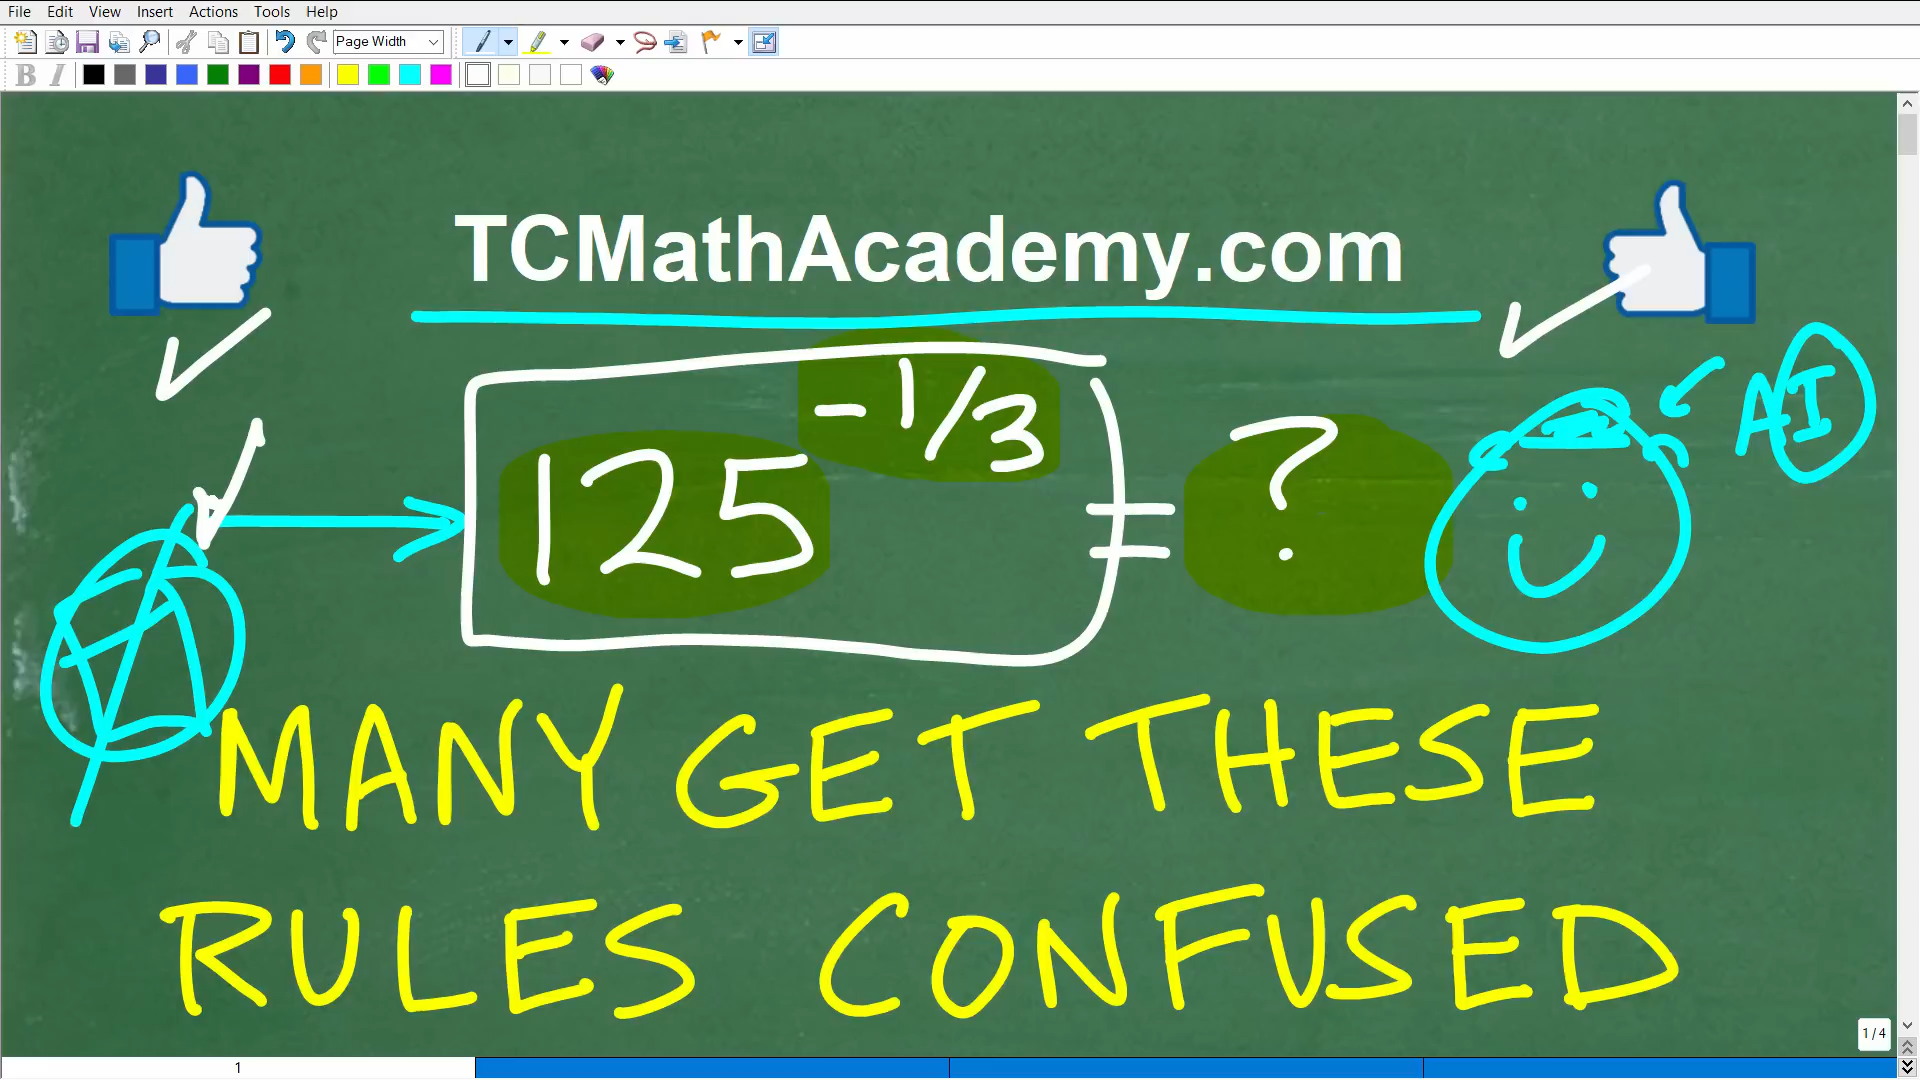 File Edit View Insert Actions Tools Help
Page Width
B I
TCMathAcademy.com
125^-1/3 = ?
AI
MANY GET THESE
RULES CONFUSED
1 / 4
1